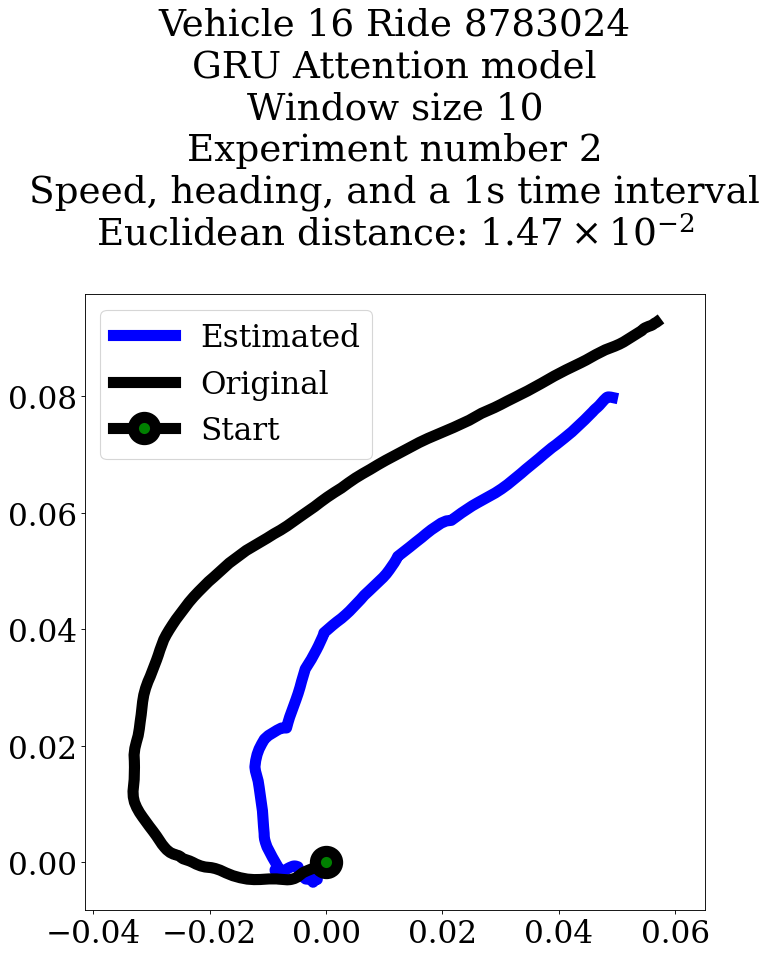 Vehicle 16 Ride 8783024
GRU Attention model
Window size 10
Experiment number 2
Speed, heading, and a 1s time interval
Euclidean distance: 1.47 × 10⁻²
Estimated
Original
Start
0.08
0.06
0.04
0.02
0.00
−0.04 −0.02 0.00 0.02 0.04 0.06